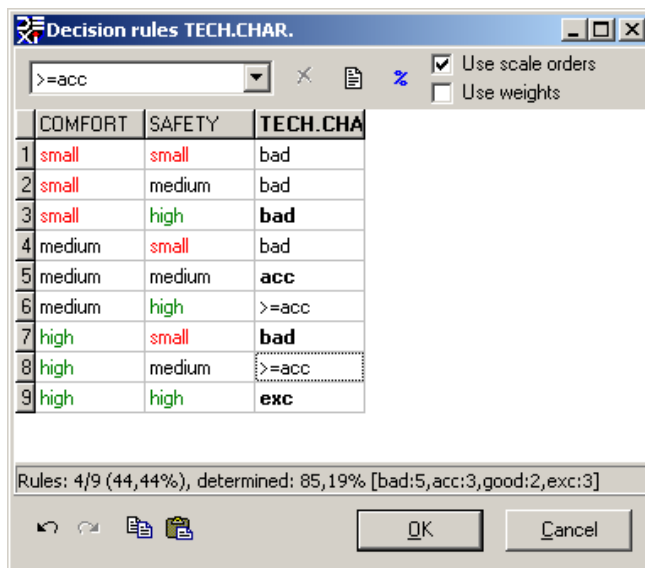 DEXi Decision rules TECH.CHAR.
>=acc % Use scale orders
Use weights
COMFORT SAFETY TECH.CHA
1 small small bad
2 small medium bad
3 small high bad
4 medium small bad
5 medium medium acc
6 medium high >=acc
7 high small bad
8 high medium >=acc
9 high high exc
Rules: 4/9 (44,44%), determined: 85,19% [bad:5,acc:3,good:2,exc:3]
OK Cancel